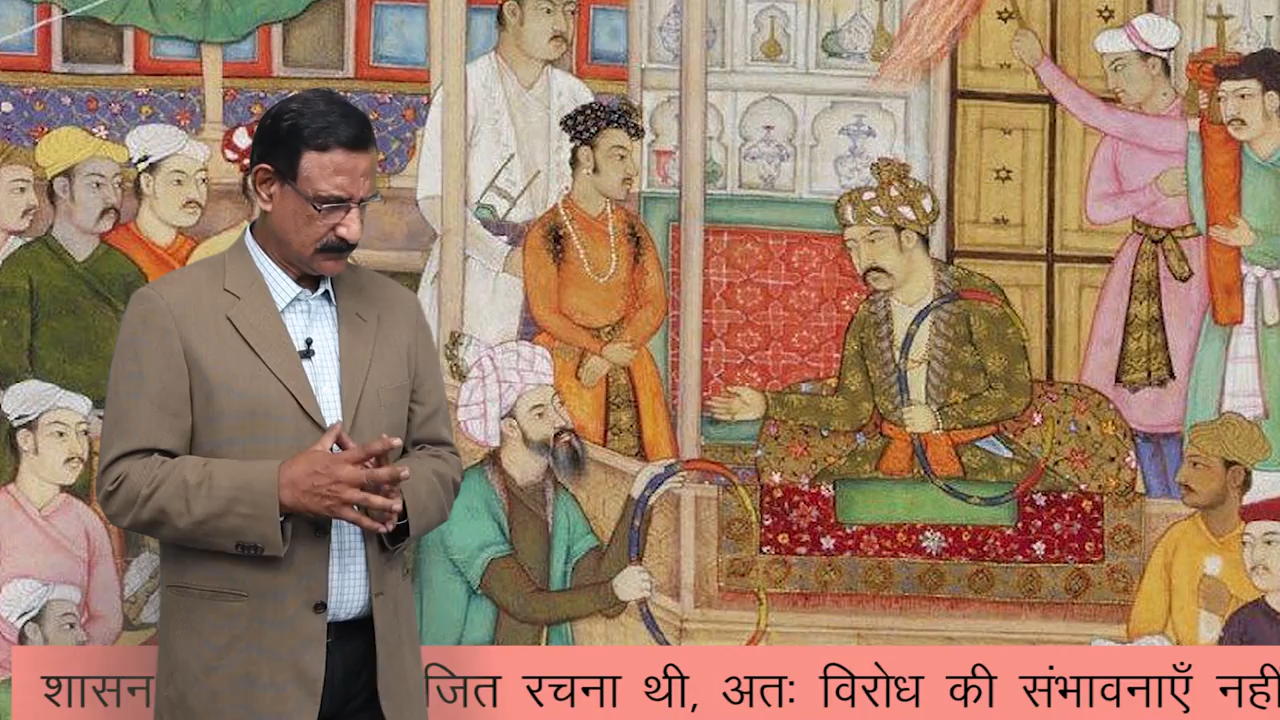 शासन जित रचना थी, अतः विरोध की संभावनाएँ नही